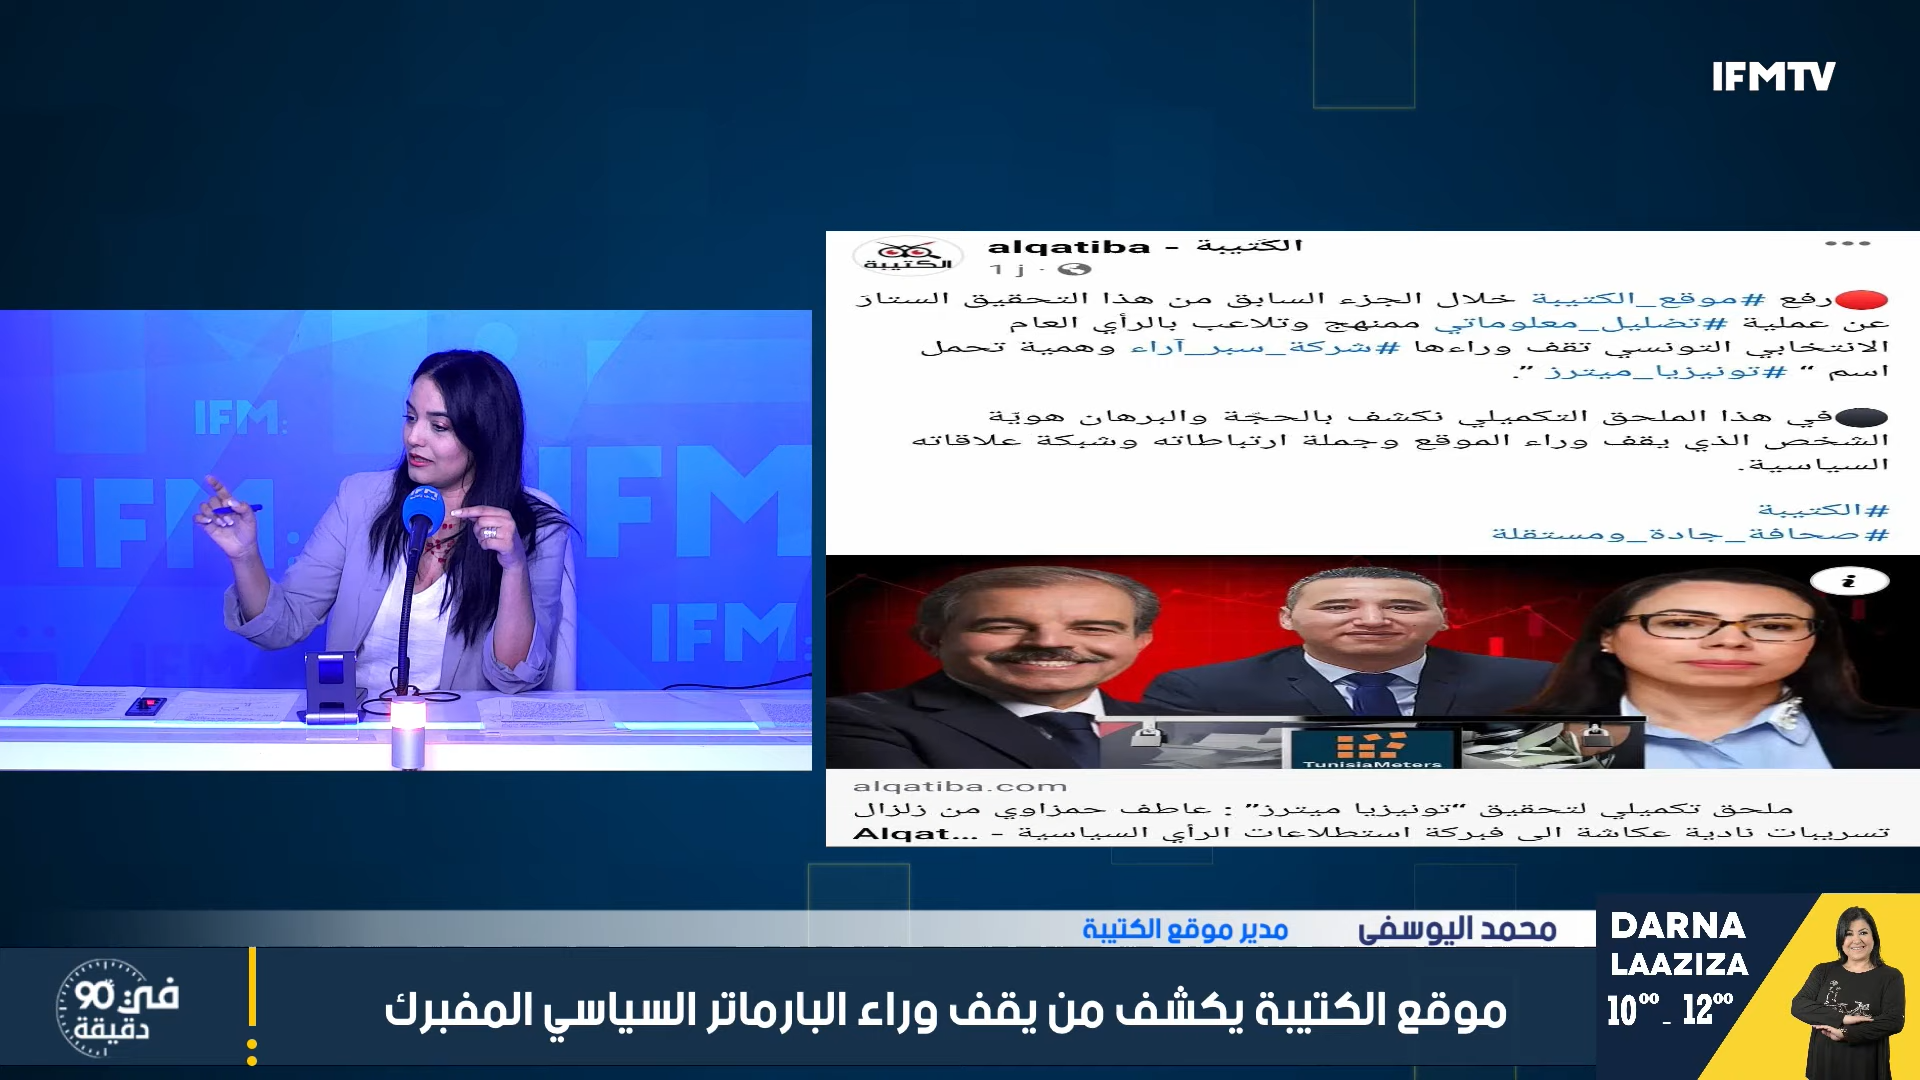 IFMTV
alqatiba - الكتيبة
1 j ·
الكتيبة
🔴رفع #موقع_الكتيبة خلال الجزء السابق من هذا التحقيق الستارَ
عن عملية #تضليل_معلوماتي ممنهج وتلاعب بالرأي العام
الانتخابي التونسي تقف وراءها #شركة_سبر_آراء وهمية تحمل
اسم “ #تونيزيا_ميترز ”.
⚫في هذا الملحق التكميلي نكشف بالحجّة والبرهان هويّة
الشخص الذي يقف وراء الموقع وجملة ارتباطاته وشبكة علاقاته
السياسية.
#الكتيبة
#صحافة_جادة_ومستقلة
TunisiaMeters
alqatiba.com
ملحق تكميلي لتحقيق “تونيزيا ميترز” : عاطف حمزاوي من زلزال
تسريبات نادية عكاشة الى فبركة استطلاعات الرأي السياسية - Alqat...
IFM:
IFM:
IFM
IFM:
IFM
محمد اليوسفي مدير موقع الكتيبة
موقع الكتيبة يكشف من يقف وراء البارماتر السياسي المفبرك
في 90 دقيقة
DARNA
LAAZIZA
10⁰⁰ - 12⁰⁰